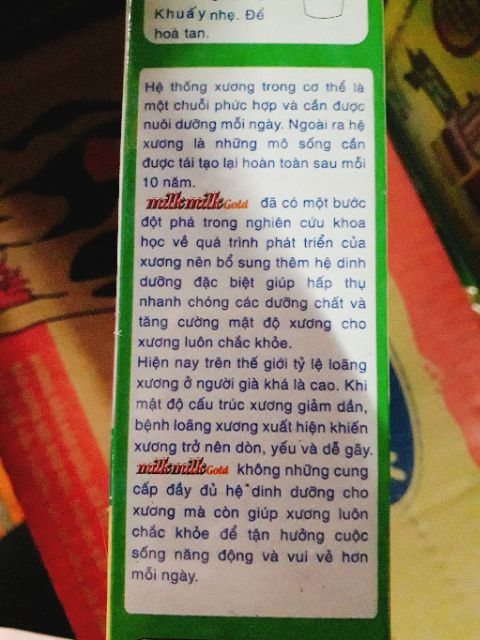 Khuấy nhẹ. Để
hoà tan.
Hệ thống xương trong cơ thể là
một chuỗi phức hợp và cần được
nuôi dưỡng mỗi ngày. Ngoài ra hệ
xương là những mô sống cần
được tái tạo lại hoàn toàn sau mỗi
10 năm.
milkmilk Gold đã có một bước
đột phá trong nghiên cứu khoa
học về quá trình phát triển của
xương nên bổ sung thêm hệ dinh
dưỡng đặc biệt giúp hấp thụ
nhanh chóng các dưỡng chất và
tăng cường mật độ xương cho
xương luôn chắc khỏe.
Hiện nay trên thế giới tỷ lệ loãng
xương ở người già khá là cao. Khi
mật độ cấu trúc xương giảm dần,
bệnh loãng xương xuất hiện khiến
xương trở nên dòn, yếu và dễ gãy.
milkmilk Gold không những cung
cấp đầy đủ hệ dinh dưỡng cho
xương mà còn giúp xương luôn
chắc khỏe để tận hưởng cuộc
sống năng động và vui vẻ hơn
mỗi ngày.